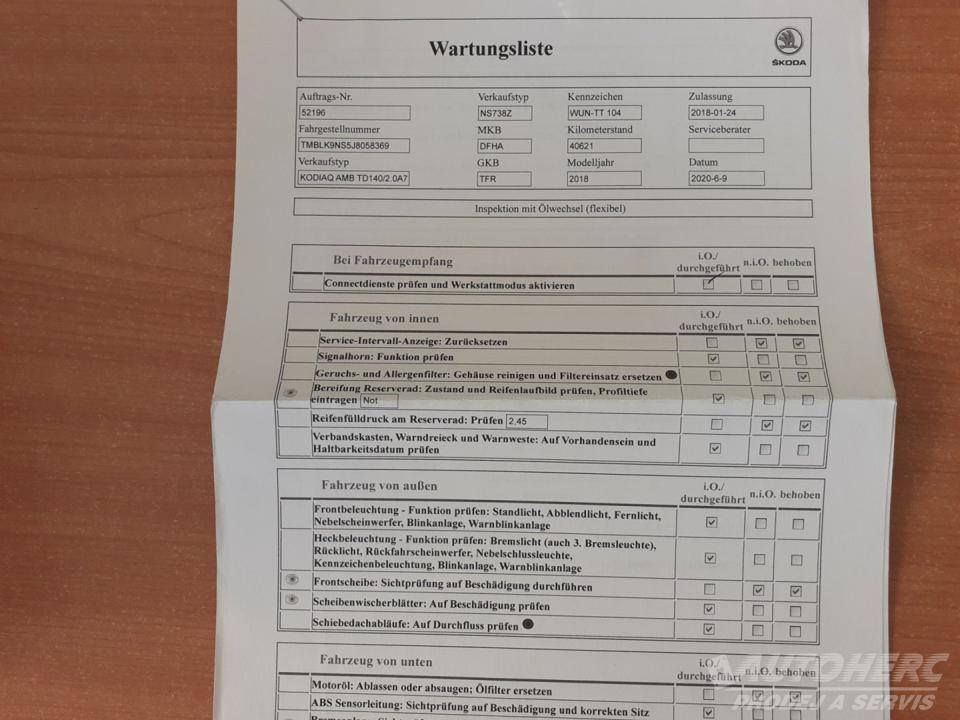 Wartungsliste
ŠKODA
Auftrags-Nr. Verkaufstyp Kennzeichen Zulassung
52196 NS738Z WUN-TT 104 2018-01-24
Fahrgestellnummer MKB Kilometerstand Serviceberater
TMBLK9NS5J8058369 DFHA 40621
Verkaufstyp GKB Modelljahr Datum
KODIAQ AMB TD140/2.0A7 TFR 2018 2020-6-9
Inspektion mit Ölwechsel (flexibel)
Bei Fahrzeugempfang i.O./ durchgeführt n.i.O. behoben
Connectdienste prüfen und Werkstattmodus aktivieren
Fahrzeug von innen i.O./ durchgeführt n.i.O. behoben
Service-Intervall-Anzeige: Zurücksetzen
Signalhorn: Funktion prüfen
Geruchs- und Allergenfilter: Gehäuse reinigen und Filtereinsatz ersetzen
Bereifung Reserverad: Zustand und Reifenlaufbild prüfen, Profiltiefe
eintragen Not
Reifenfülldruck am Reserverad: Prüfen 2,45
Verbandskasten, Warndreieck und Warnweste: Auf Vorhandensein und
Haltbarkeitsdatum prüfen
Fahrzeug von außen i.O./ durchgeführt n.i.O. behoben
Frontbeleuchtung - Funktion prüfen: Standlicht, Abblendlicht, Fernlicht,
Nebelscheinwerfer, Blinkanlage, Warnblinkanlage
Heckbeleuchtung - Funktion prüfen: Bremslicht (auch 3. Bremsleuchte),
Rücklicht, Rückfahrscheinwerfer, Nebelschlussleuchte,
Kennzeichenbeleuchtung, Blinkanlage, Warnblinkanlage
Frontscheibe: Sichtprüfung auf Beschädigung durchführen
Scheibenwischerblätter: Auf Beschädigung prüfen
Schiebedachabläufe: Auf Durchfluss prüfen
Fahrzeug von unten i.O./ durchgeführt n.i.O. behoben
Motoröl: Ablassen oder absaugen; Ölfilter ersetzen
ABS Sensorleitung: Sichtprüfung auf Beschädigung und korrekten Sitz
AUTOHERC
PRODEJ A SERVIS